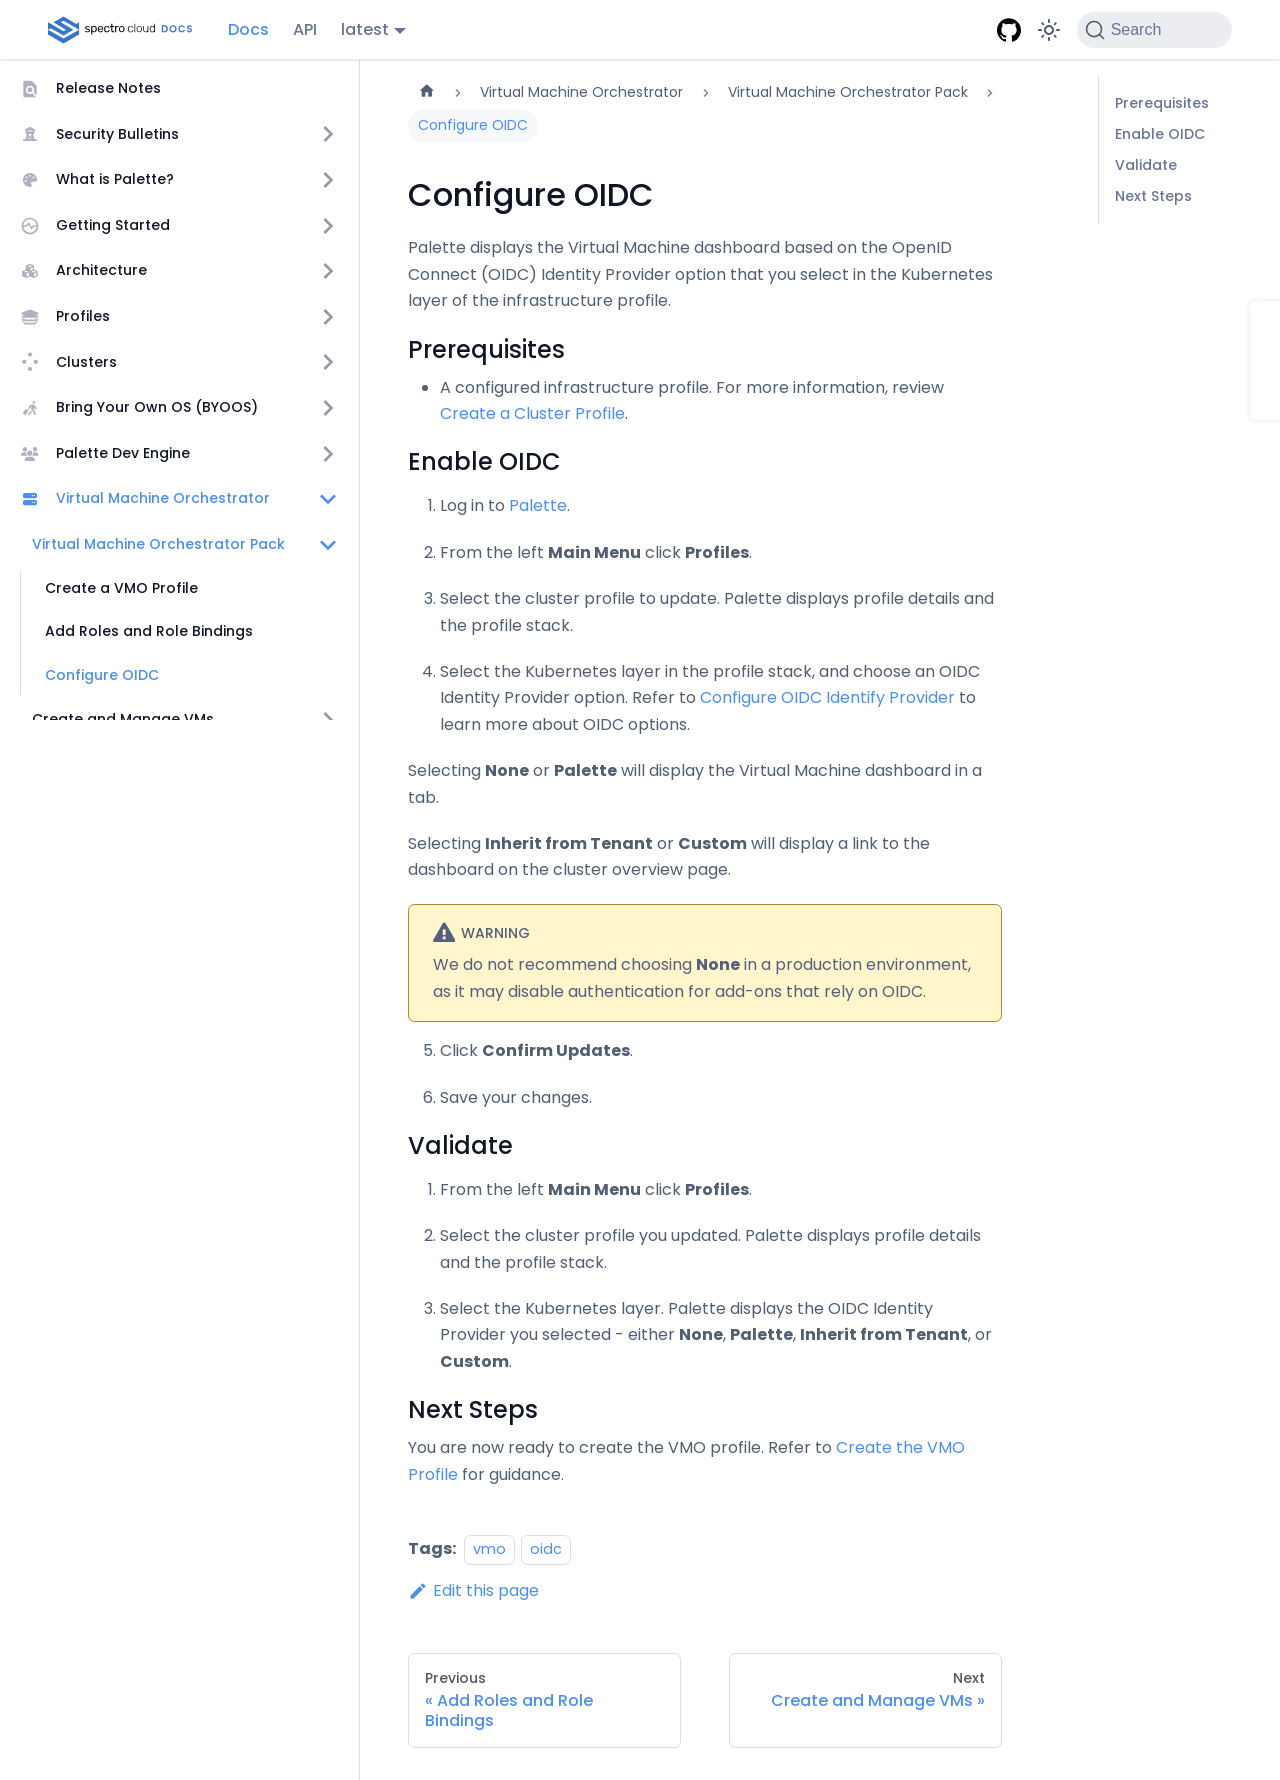 spectro cloud DOCS
Docs
API
latest
Search
Release Notes
Security Bulletins
What is Palette?
Getting Started
Architecture
Profiles
Clusters
Bring Your Own OS (BYOOS)
Palette Dev Engine
Virtual Machine Orchestrator
Virtual Machine Orchestrator Pack
Create a VMO Profile
Add Roles and Role Bindings
Configure OIDC
Create and Manage VMs
Virtual Machine Orchestrator
Virtual Machine Orchestrator Pack
Configure OIDC
Configure OIDC
Palette displays the Virtual Machine dashboard based on the OpenID
Connect (OIDC) Identity Provider option that you select in the Kubernetes
layer of the infrastructure profile.
Prerequisites
A configured infrastructure profile. For more information, review
Create a Cluster Profile.
Enable OIDC
1. Log in to Palette.
2. From the left Main Menu click Profiles.
3. Select the cluster profile to update. Palette displays profile details and
the profile stack.
4. Select the Kubernetes layer in the profile stack, and choose an OIDC
Identity Provider option. Refer to Configure OIDC Identify Provider to
learn more about OIDC options.
Selecting None or Palette will display the Virtual Machine dashboard in a
tab.
Selecting Inherit from Tenant or Custom will display a link to the
dashboard on the cluster overview page.
WARNING
We do not recommend choosing None in a production environment,
as it may disable authentication for add-ons that rely on OIDC.
5. Click Confirm Updates.
6. Save your changes.
Validate
1. From the left Main Menu click Profiles.
2. Select the cluster profile you updated. Palette displays profile details
and the profile stack.
3. Select the Kubernetes layer. Palette displays the OIDC Identity
Provider you selected - either None, Palette, Inherit from Tenant, or
Custom.
Next Steps
You are now ready to create the VMO profile. Refer to Create the VMO
Profile for guidance.
Tags: vmo oidc
Edit this page
Previous
« Add Roles and Role
Bindings
Next
Create and Manage VMs »
Prerequisites
Enable OIDC
Validate
Next Steps